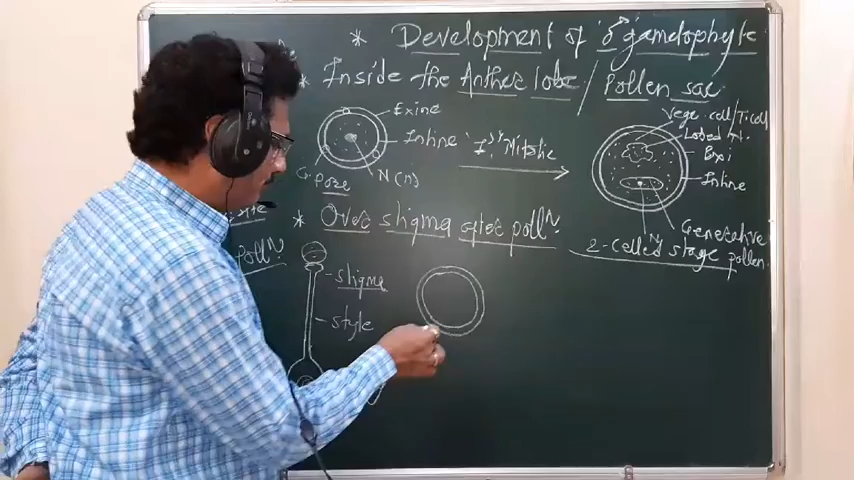 * Development of ♂ gametophyte
* Inside the Anther lobe / Pollen sac
Exine
Intine
G. pore
N(n)
Ist Mitotic
Vege. cell/T.cell
Lobed N.
Exi
Intine
Generative
N
2-celled stage pollen
* Over stigma after pollN
PollN
stigma
style